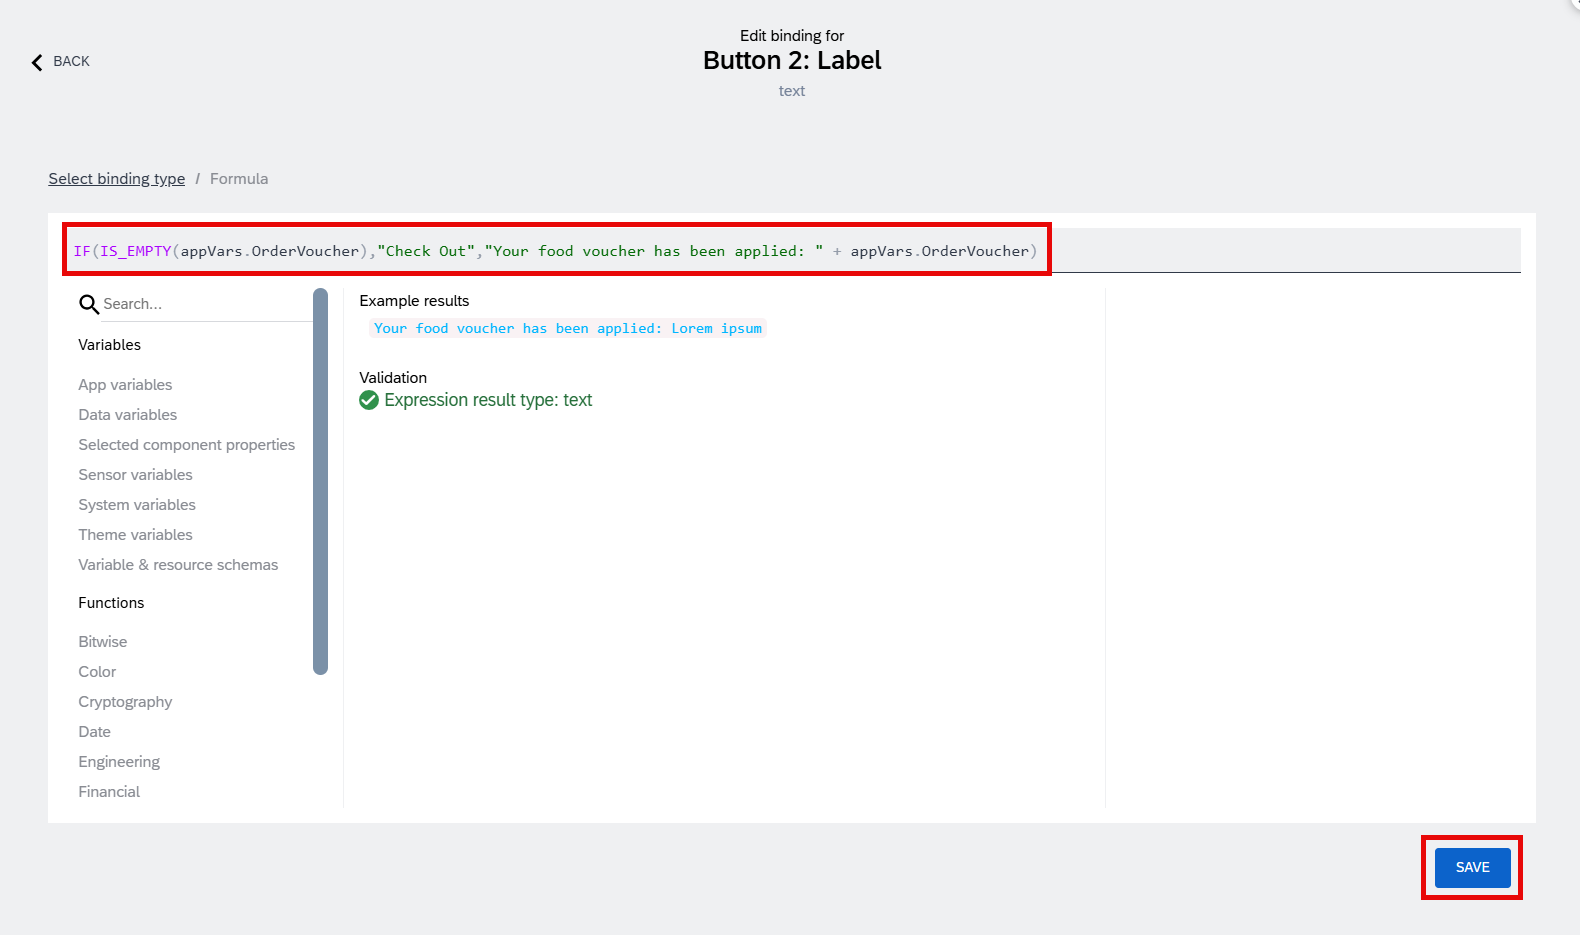 BACK
Edit binding for
Button 2: Label
text
Select binding type / Formula
IF(IS_EMPTY(appVars.OrderVoucher),"Check Out","Your food voucher has been applied: " + appVars.OrderVoucher)
Search...
Variables
App variables
Data variables
Selected component properties
Sensor variables
System variables
Theme variables
Variable & resource schemas
Functions
Bitwise
Color
Cryptography
Date
Engineering
Financial
Example results
Your food voucher has been applied: Lorem ipsum
Validation
Expression result type: text
SAVE